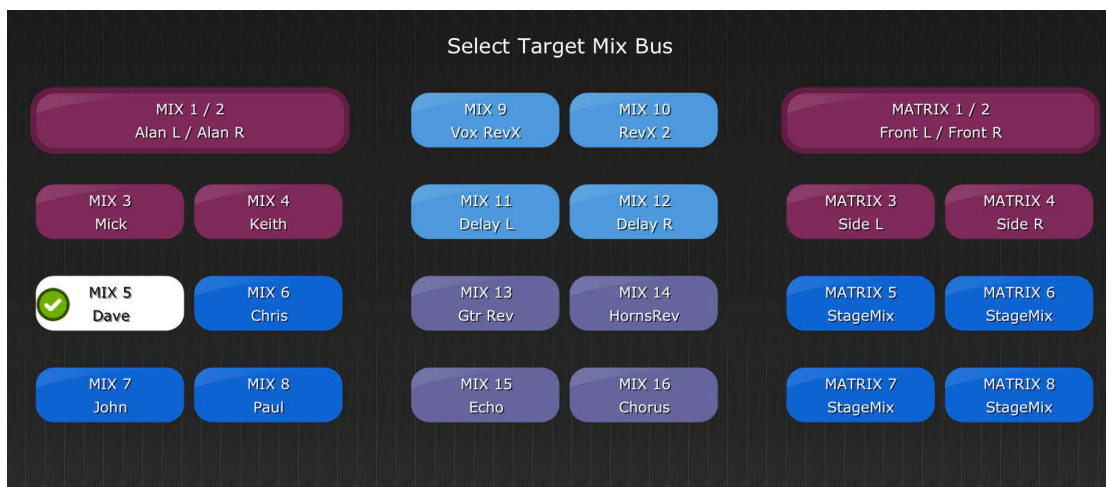 Select Target Mix Bus
MIX 1 / 2
Alan L / Alan R
MIX 3
Mick
MIX 4
Keith
MIX 5
Dave
MIX 6
Chris
MIX 7
John
MIX 8
Paul
MIX 9
Vox RevX
MIX 10
RevX 2
MIX 11
Delay L
MIX 12
Delay R
MIX 13
Gtr Rev
MIX 14
HornsRev
MIX 15
Echo
MIX 16
Chorus
MATRIX 1 / 2
Front L / Front R
MATRIX 3
Side L
MATRIX 4
Side R
MATRIX 5
StageMix
MATRIX 6
StageMix
MATRIX 7
StageMix
MATRIX 8
StageMix